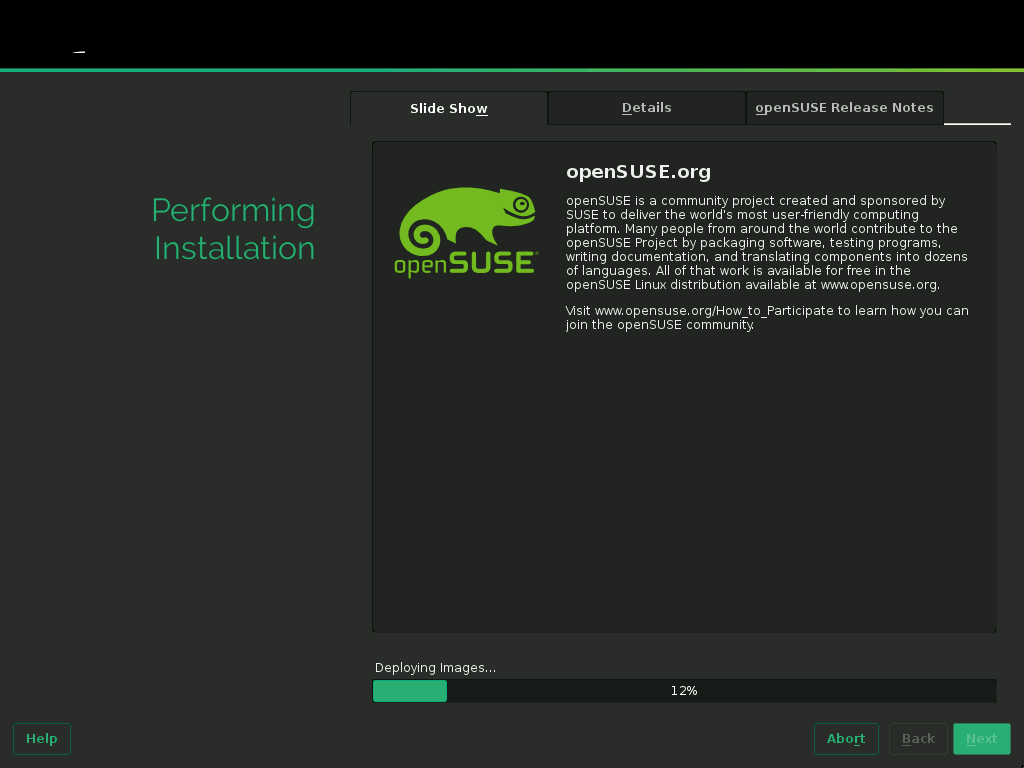 Slide Show
Details
openSUSE Release Notes
Performing
Installation
openSUSE
openSUSE.org
openSUSE is a community project created and sponsored by
SUSE to deliver the world's most user-friendly computing
platform. Many people from around the world contribute to the
openSUSE Project by packaging software, testing programs,
writing documentation, and translating components into dozens
of languages. All of that work is available for free in the
openSUSE Linux distribution available at www.opensuse.org.
Visit www.opensuse.org/How_to_Participate to learn how you can
join the openSUSE community.
Deploying Images...
12%
Help
Abort
Back
Next